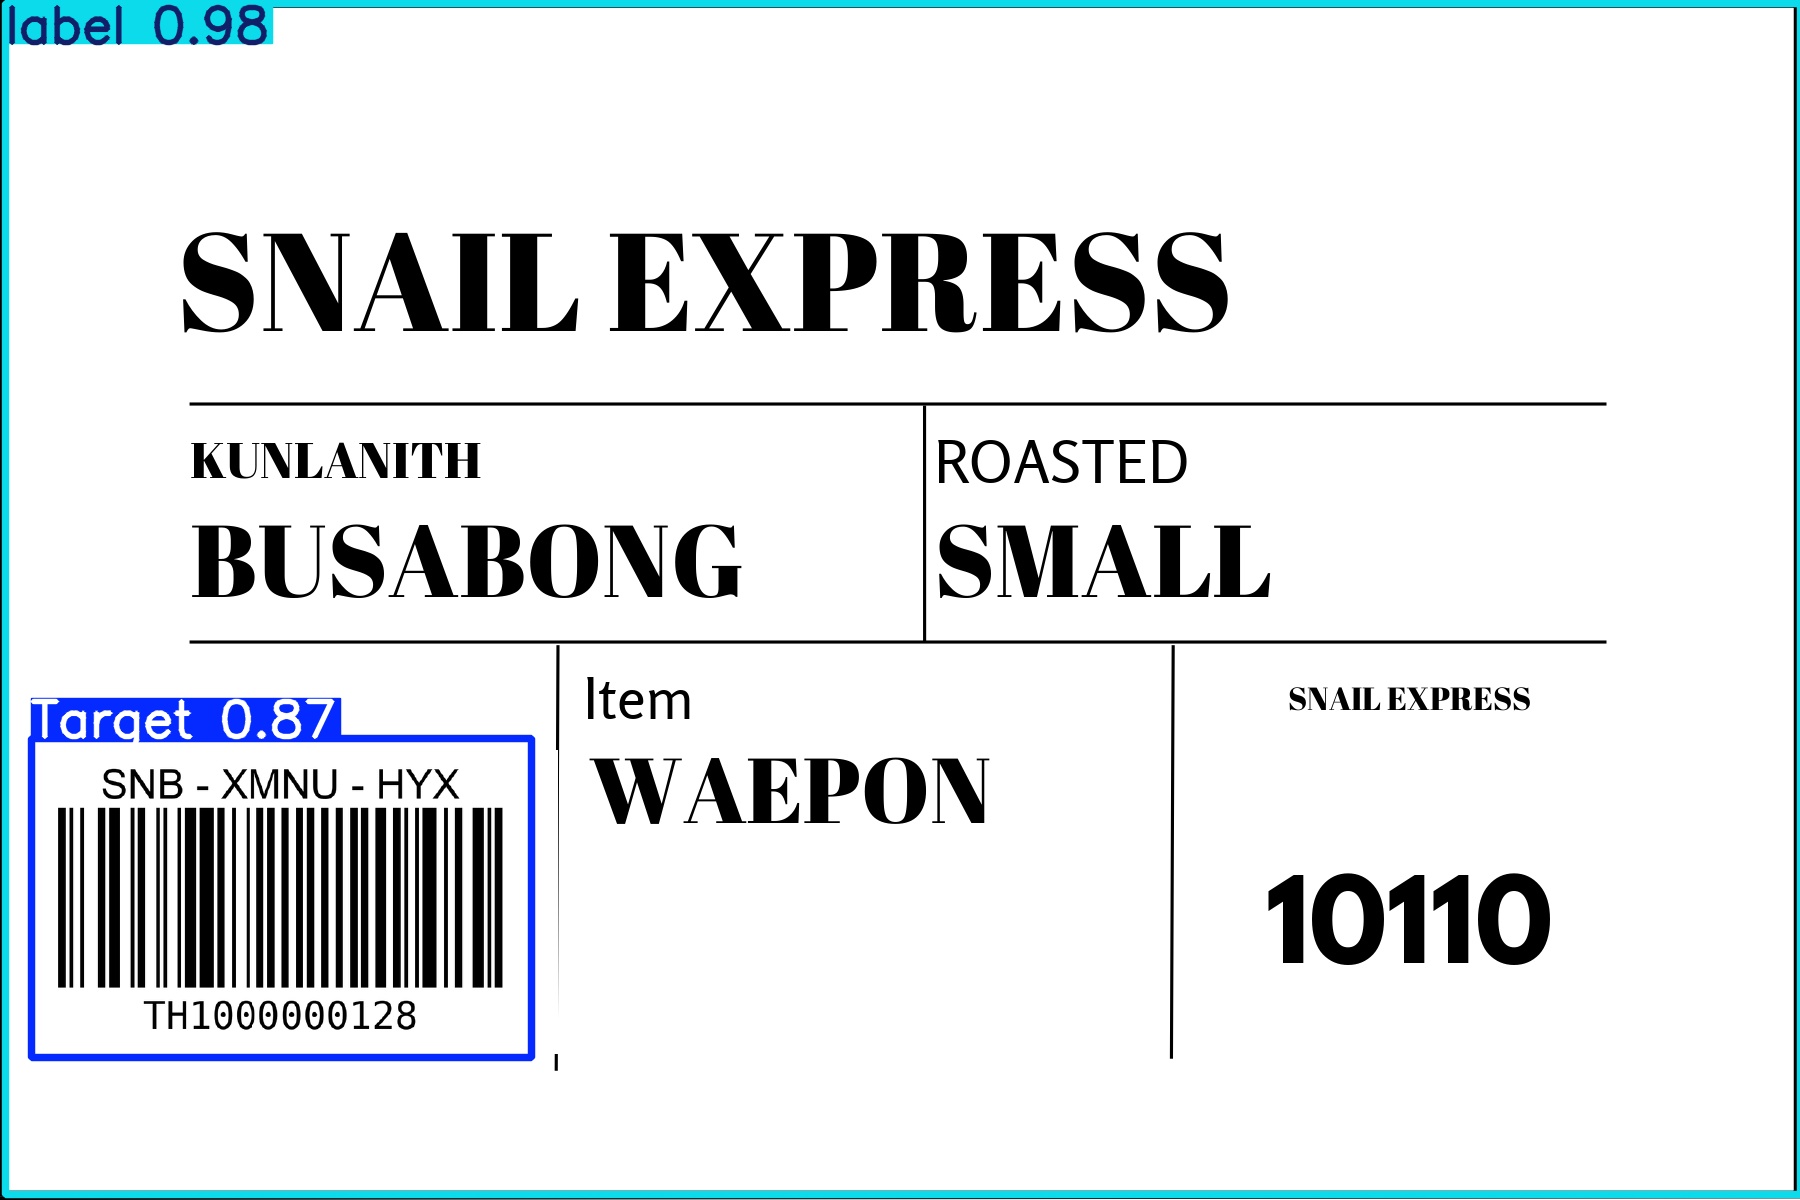 label 0.98
SNAIL EXPRESS
KUNLANITH
BUSABONG
ROASTED
SMALL
Target 0.87
SNB - XMNU - HYX
TH1000000128
Item
WAEPON
SNAIL EXPRESS
10110